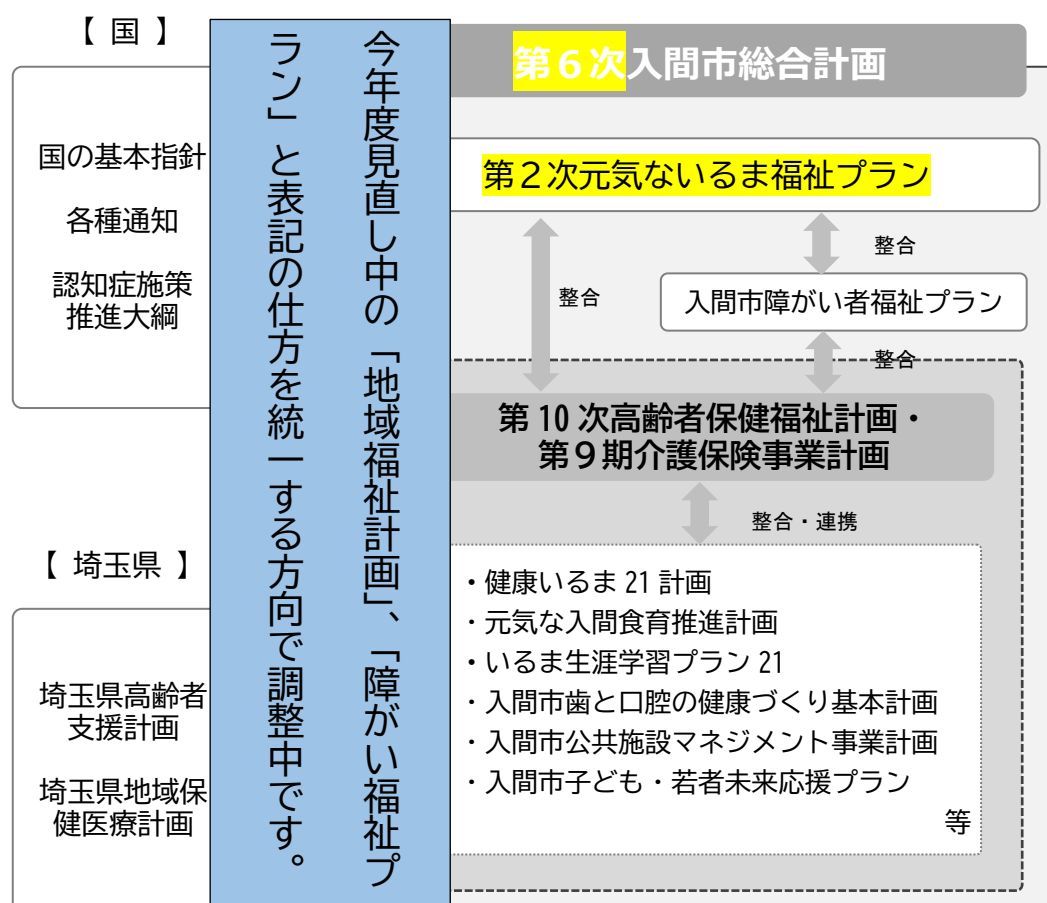 【 国 】
国の基本指針
各種通知
認知症施策
推進大綱
【 埼玉県 】
埼玉県高齢者
支援計画
埼玉県地域保
健医療計画
今年度見直し中の「地域福祉計画」、「障がい福祉プ
ラン」と表記の仕方を統一する方向で調整中です。
第６次入間市総合計画
第２次元気ないるま福祉プラン
整合
整合
入間市障がい者福祉プラン
整合
第 10 次高齢者保健福祉計画・
第９期介護保険事業計画
整合・連携
・健康いるま 21 計画
・元気な入間食育推進計画
・いるま生涯学習プラン 21
・入間市歯と口腔の健康づくり基本計画
・入間市公共施設マネジメント事業計画
・入間市子ども・若者未来応援プラン
等